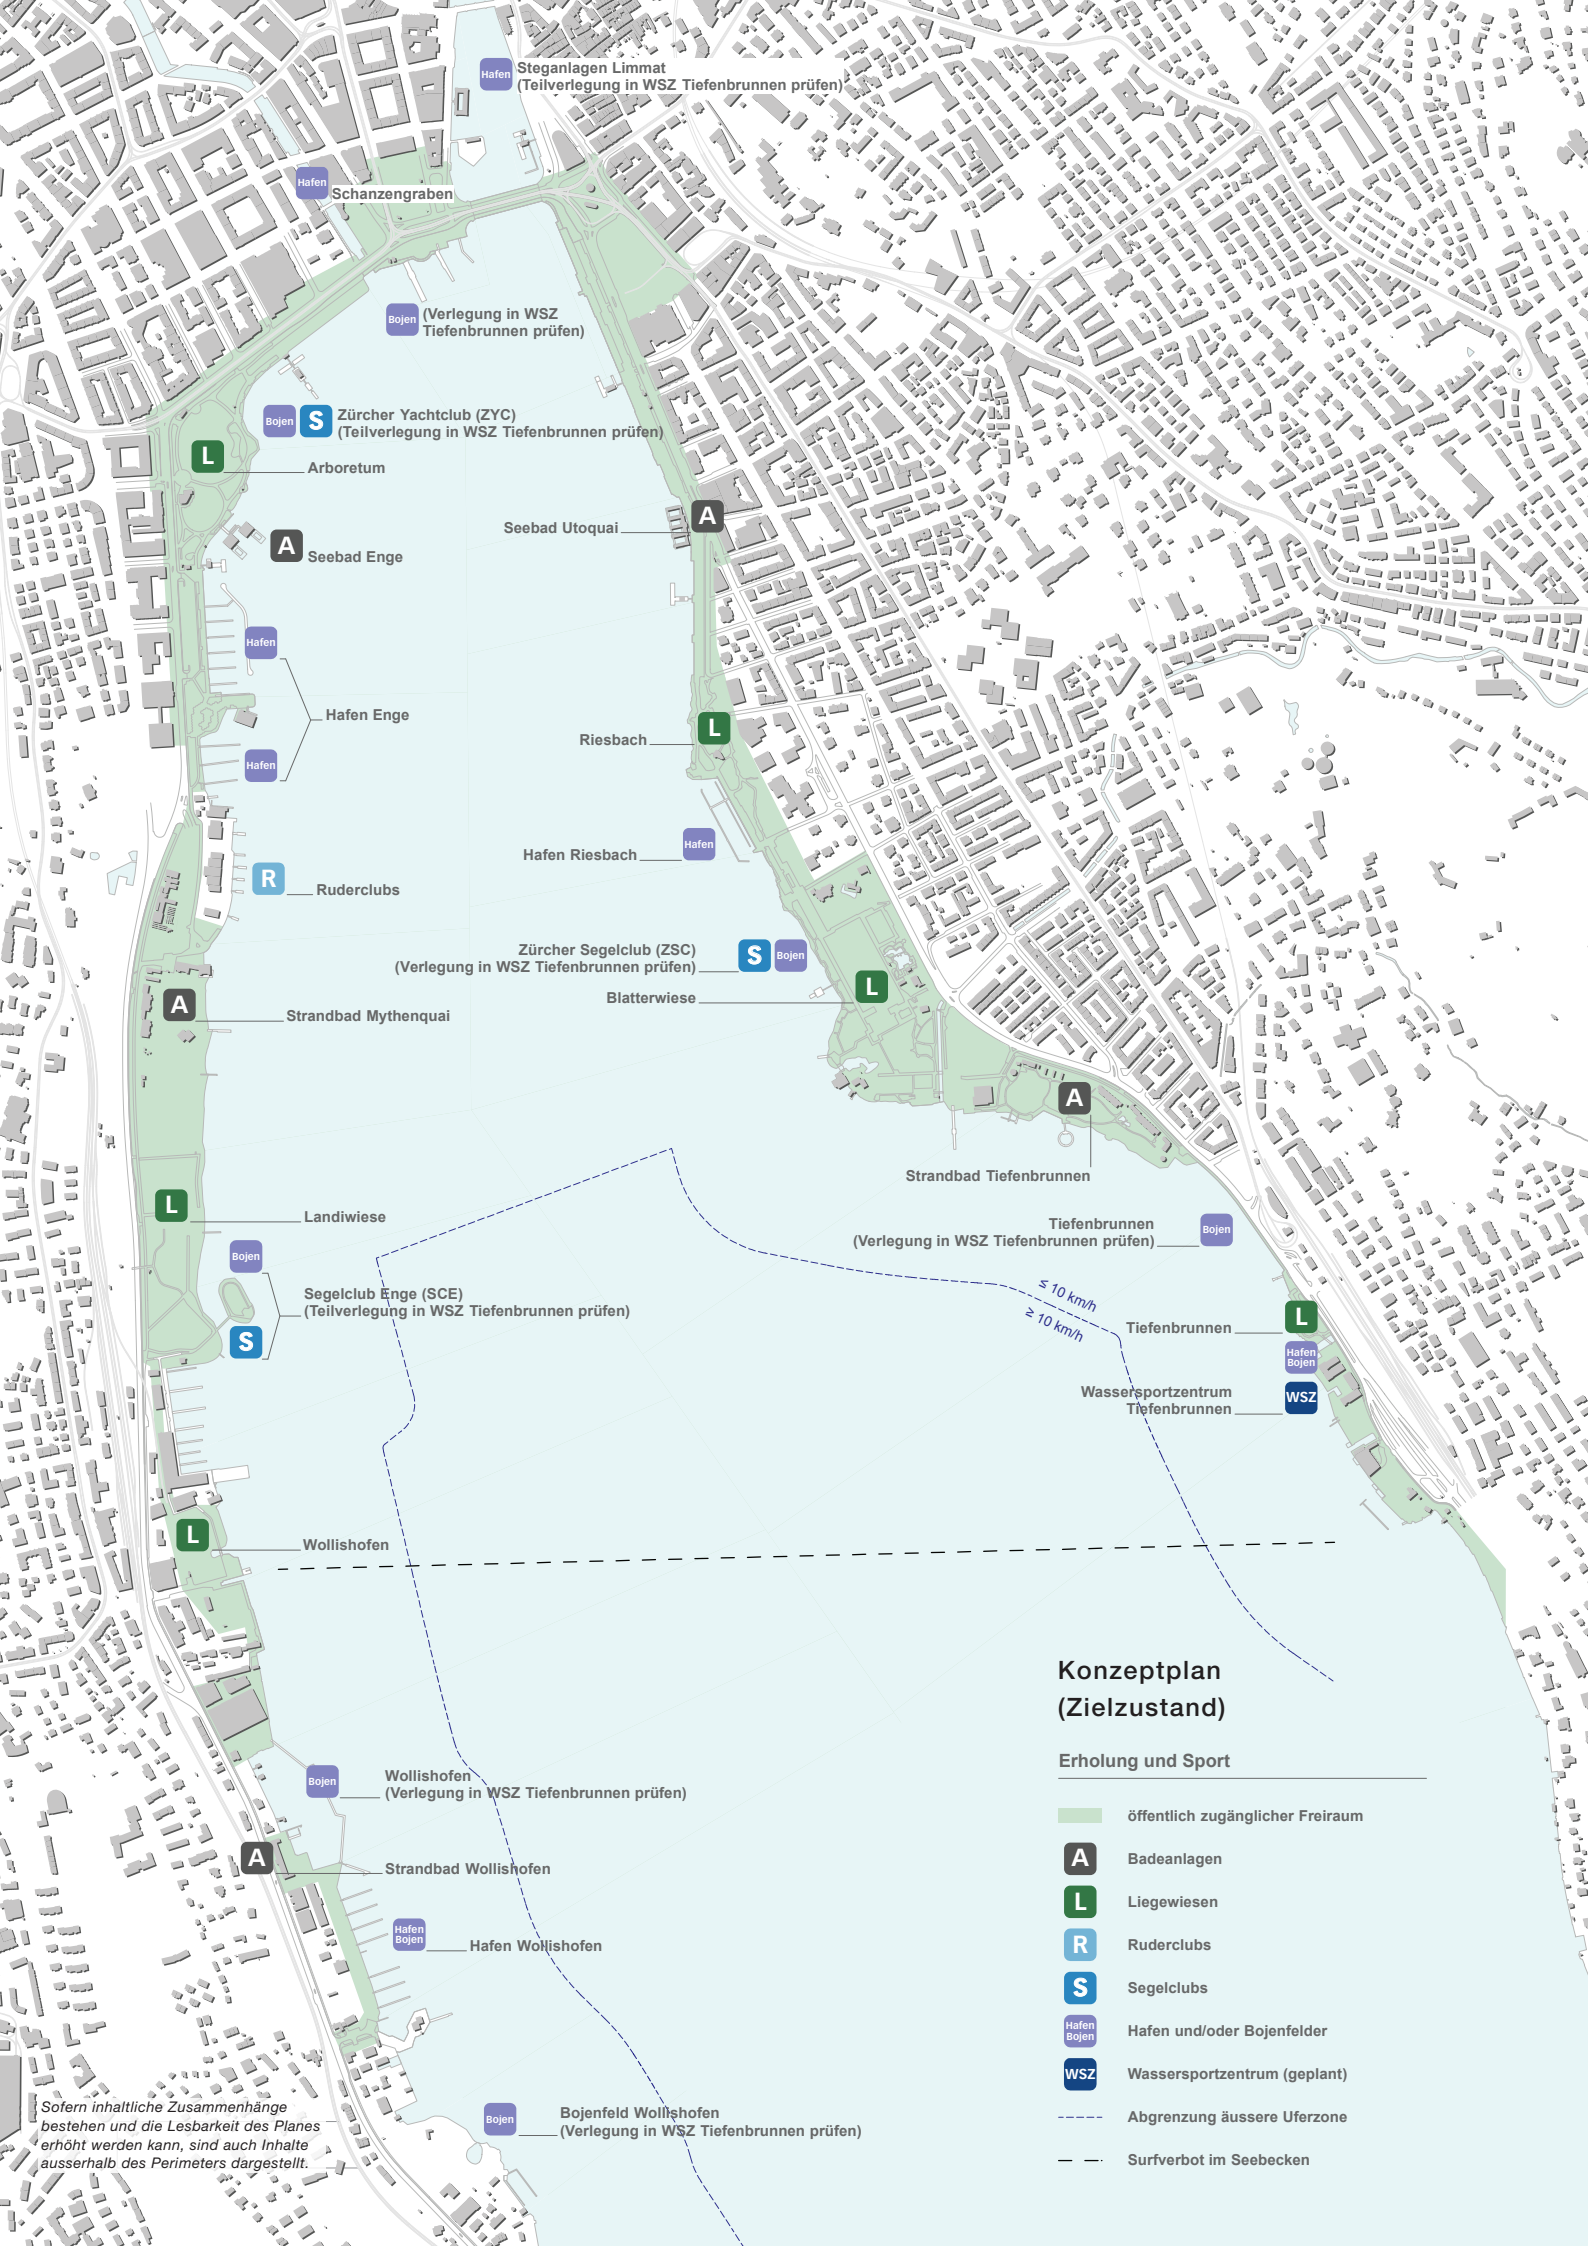 Hafen
Steganlagen Limmat
(Teilverlegung in WSZ Tiefenbrunnen prüfen)
Hafen
Schanzengraben
Bojen
(Verlegung in WSZ
Tiefenbrunnen prüfen)
Bojen
S
Zürcher Yachtclub (ZYC)
(Teilverlegung in WSZ Tiefenbrunnen prüfen)
L
Arboretum
A
Seebad Enge
Seebad Utoquai
A
Hafen
Hafen Enge
Hafen
Riesbach
L
Hafen Riesbach
Hafen
R
Ruderclubs
Zürcher Segelclub (ZSC)
(Verlegung in WSZ Tiefenbrunnen prüfen)
S
Bojen
Blatterwiese
L
A
Strandbad Mythenquai
A
Strandbad Tiefenbrunnen
L
Landiwiese
Tiefenbrunnen
(Verlegung in WSZ Tiefenbrunnen prüfen)
Bojen
Bojen
Segelclub Enge (SCE)
(Teilverlegung in WSZ Tiefenbrunnen prüfen)
S
≤ 10 km/h
≥ 10 km/h
Tiefenbrunnen
L
Hafen
Bojen
Wassersportzentrum
Tiefenbrunnen
WSZ
L
Wollishofen
Bojen
Wollishofen
(Verlegung in WSZ Tiefenbrunnen prüfen)
A
Strandbad Wollishofen
Hafen
Bojen
Hafen Wollishofen
Bojen
Bojenfeld Wollishofen
(Verlegung in WSZ Tiefenbrunnen prüfen)
Sofern inhaltliche Zusammenhänge
bestehen und die Lesbarkeit des Planes
erhöht werden kann, sind auch Inhalte
ausserhalb des Perimeters dargestellt.
Konzeptplan
(Zielzustand)
Erholung und Sport
öffentlich zugänglicher Freiraum
A
Badeanlagen
L
Liegewiesen
R
Ruderclubs
S
Segelclubs
Hafen
Bojen
Hafen und/oder Bojenfelder
WSZ
Wassersportzentrum (geplant)
Abgrenzung äussere Uferzone
Surfverbot im Seebecken